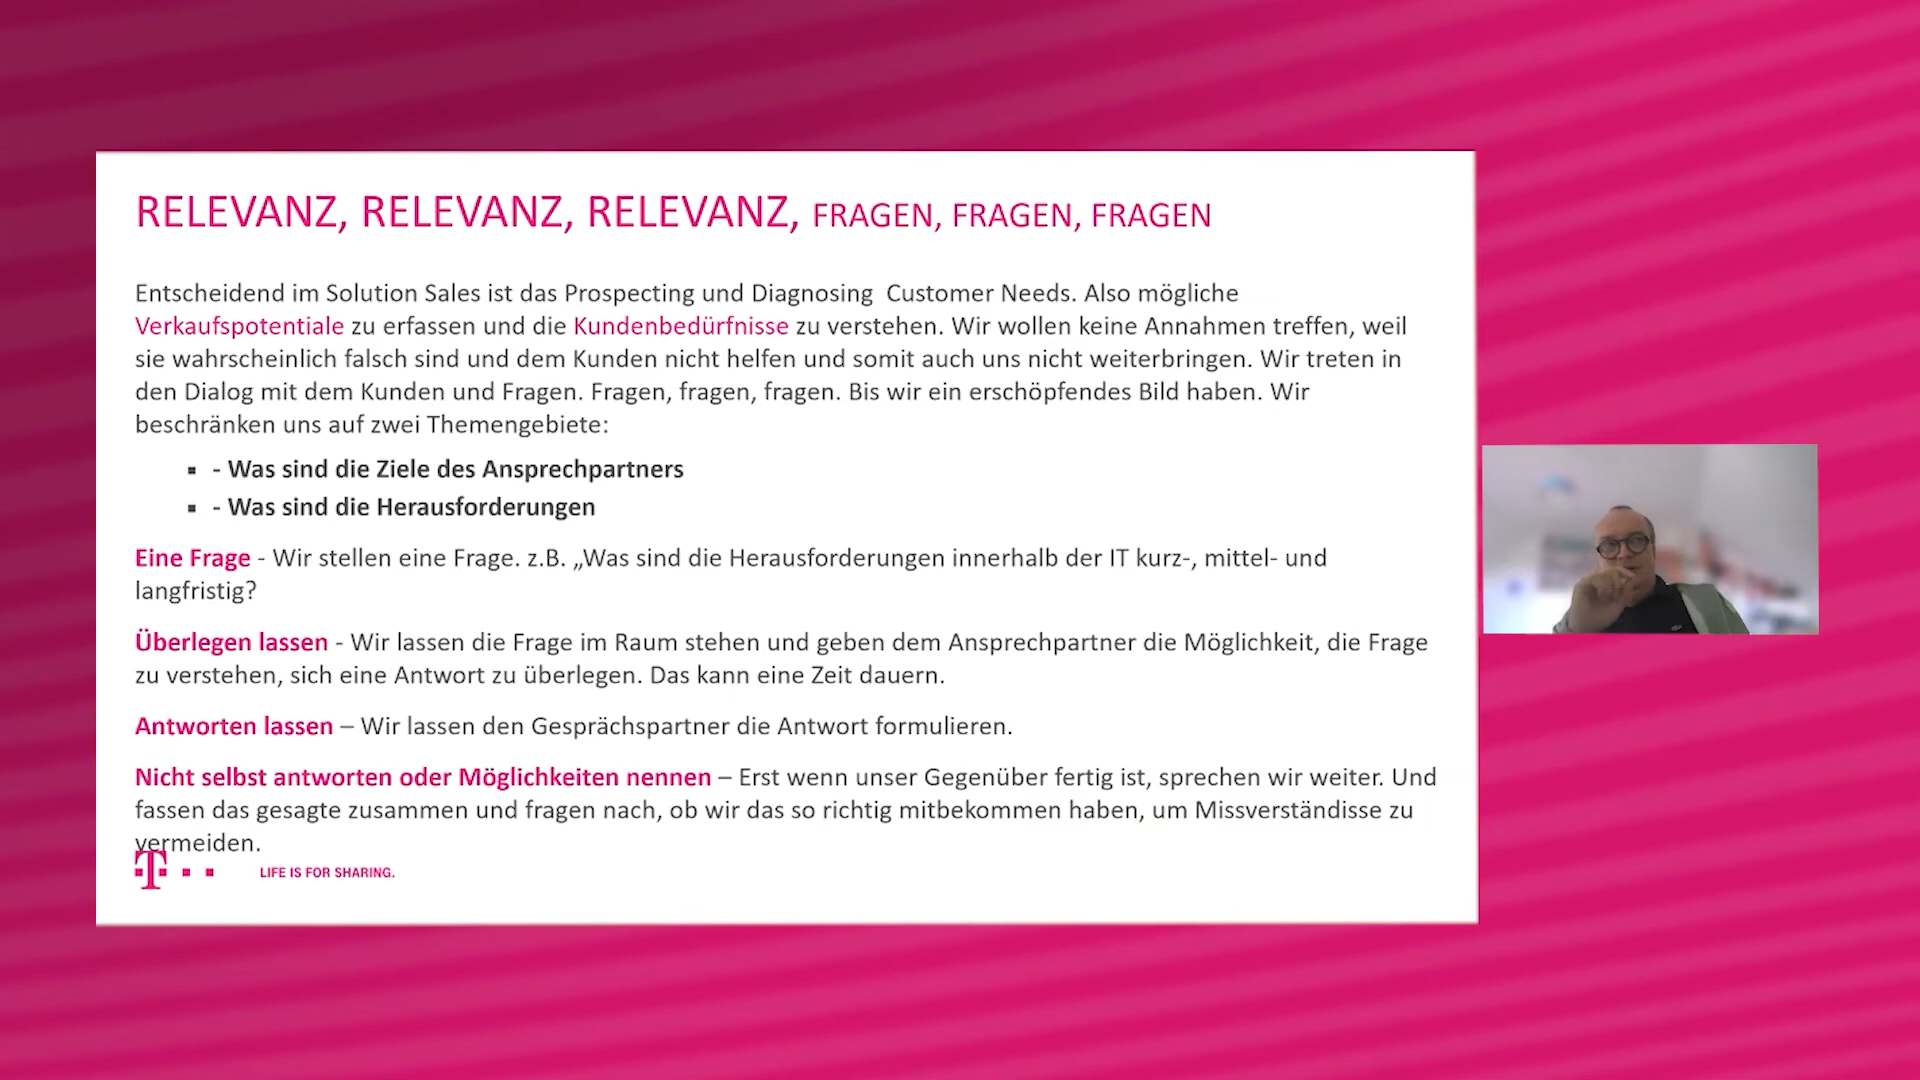 RELEVANZ, RELEVANZ, RELEVANZ, FRAGEN, FRAGEN, FRAGEN
Entscheidend im Solution Sales ist das Prospecting und Diagnosing  Customer Needs. Also mögliche
Verkaufspotentiale zu erfassen und die Kundenbedürfnisse zu verstehen. Wir wollen keine Annahmen treffen, weil
sie wahrscheinlich falsch sind und dem Kunden nicht helfen und somit auch uns nicht weiterbringen. Wir treten in
den Dialog mit dem Kunden und Fragen. Fragen, fragen, fragen. Bis wir ein erschöpfendes Bild haben. Wir
beschränken uns auf zwei Themengebiete:
▪ - Was sind die Ziele des Ansprechpartners
▪ - Was sind die Herausforderungen
Eine Frage - Wir stellen eine Frage. z.B. „Was sind die Herausforderungen innerhalb der IT kurz-, mittel- und
langfristig?
Überlegen lassen - Wir lassen die Frage im Raum stehen und geben dem Ansprechpartner die Möglichkeit, die Frage
zu verstehen, sich eine Antwort zu überlegen. Das kann eine Zeit dauern.
Antworten lassen – Wir lassen den Gesprächspartner die Antwort formulieren.
Nicht selbst antworten oder Möglichkeiten nennen – Erst wenn unser Gegenüber fertig ist, sprechen wir weiter. Und
fassen das gesagte zusammen und fragen nach, ob wir das so richtig mitbekommen haben, um Missverständisse zu
vermeiden.
T LIFE IS FOR SHARING.